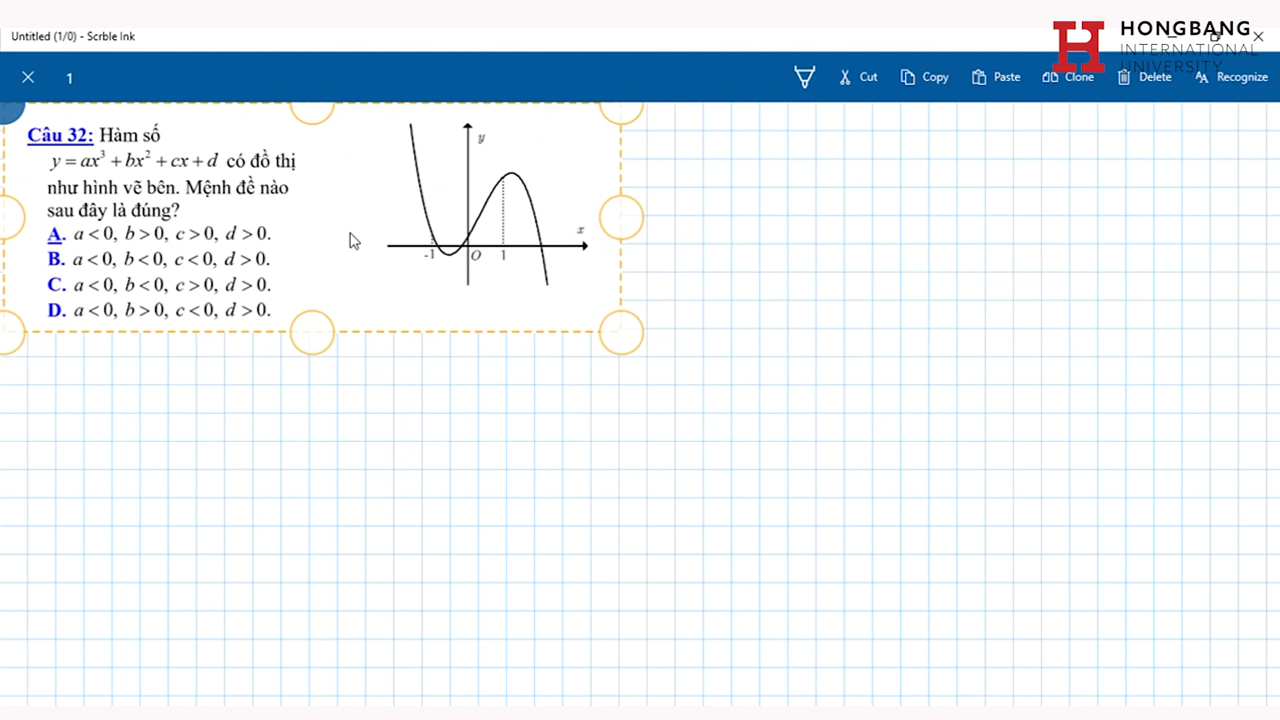 Untitled (1/0) - Scrble Ink
HONGBANG
INTERNATIONAL
UNIVERSITY
1
Cut
Copy
Paste
Clone
Delete
Recognize
Câu 32: Hàm số
y = ax³ + bx² + cx + d có đồ thị
như hình vẽ bên. Mệnh đề nào
sau đây là đúng?
A. a < 0, b > 0, c > 0, d > 0.
B. a < 0, b < 0, c < 0, d > 0.
C. a < 0, b < 0, c > 0, d > 0.
D. a < 0, b > 0, c < 0, d > 0.
y
x
-1
O
1